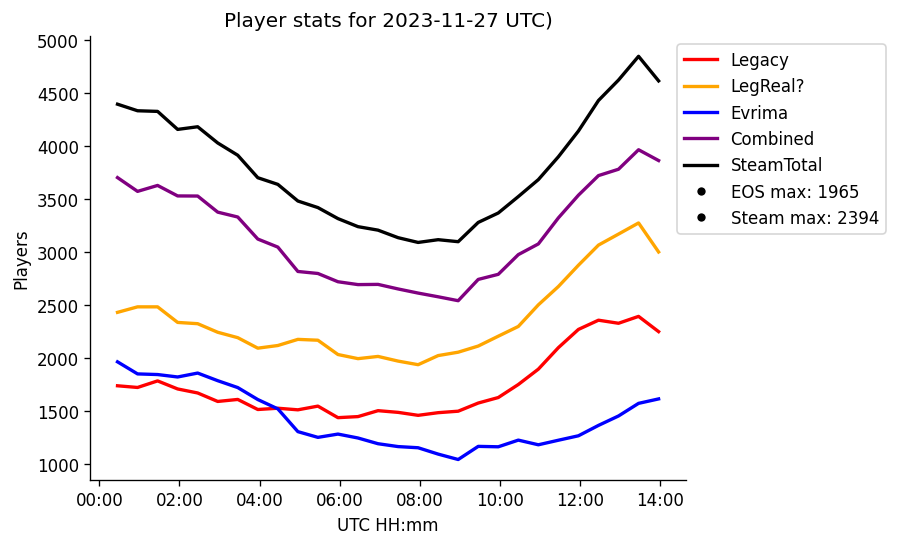 Player stats for 2023-11-27 UTC)
5000
4500
4000
3500
3000
2500
2000
1500
1000
Players
00:00 02:00 04:00 06:00 08:00 10:00 12:00 14:00
UTC HH:mm
Legacy
LegReal?
Evrima
Combined
SteamTotal
EOS max: 1965
Steam max: 2394